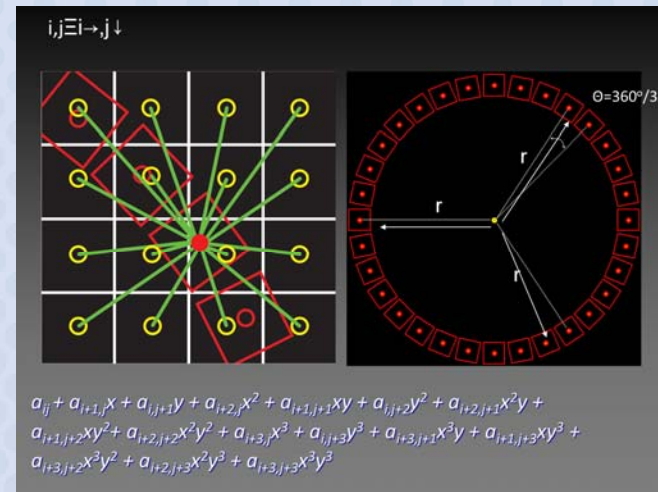 i,jΞi→,j↓
Θ=360º/3
r
r
r
aij + ai+1,jx + ai,j+1y + ai+2,jx² + ai+1,j+1xy + ai,j+2y² + ai+2,j+1x²y +
ai+1,j+2xy²+ ai+2,j+2x²y² + ai+3,jx³ + ai,j+3y³ + ai+3,j+1x³y + ai+1,j+3xy³ +
ai+3,j+2x³y² + ai+2,j+3x²y³ + ai+3,j+3x³y³